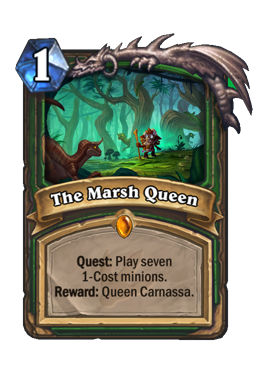 1
The Marsh Queen
Quest: Play seven
1-Cost minions.
Reward: Queen Carnassa.